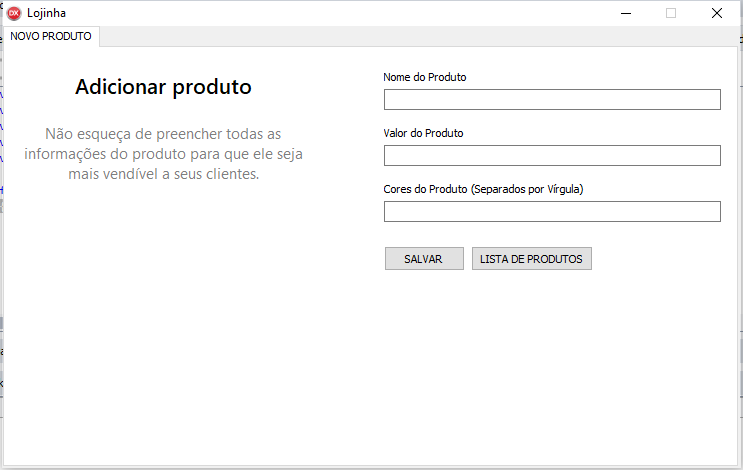 DX Lojinha
NOVO PRODUTO
Adicionar produto
Não esqueça de preencher todas as
informações do produto para que ele seja
mais vendível a seus clientes.
Nome do Produto
Valor do Produto
Cores do Produto (Separados por Vírgula)
SALVAR
LISTA DE PRODUTOS